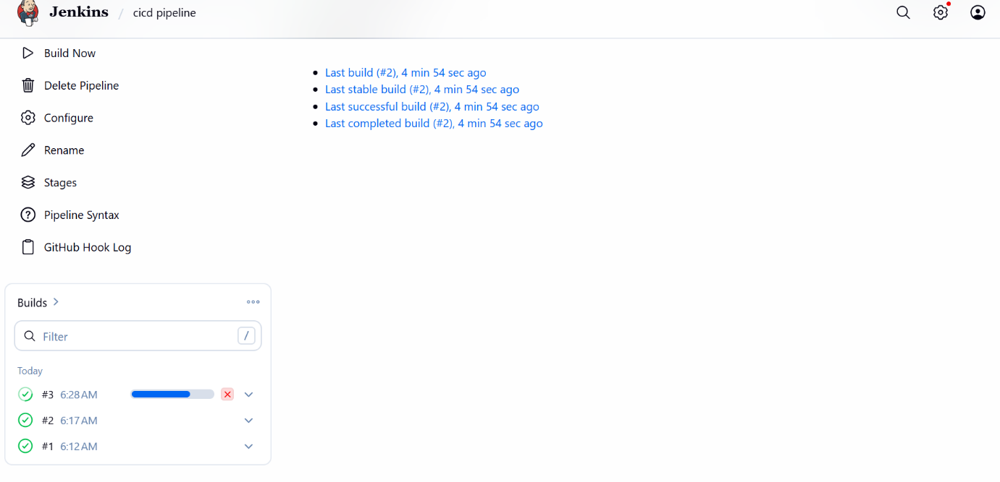 Jenkins / cicd pipeline
Build Now
Delete Pipeline
Configure
Rename
Stages
Pipeline Syntax
GitHub Hook Log
Last build (#2), 4 min 54 sec ago
Last stable build (#2), 4 min 54 sec ago
Last successful build (#2), 4 min 54 sec ago
Last completed build (#2), 4 min 54 sec ago
Builds
Filter /
Today
#3 6:28 AM
#2 6:17 AM
#1 6:12 AM